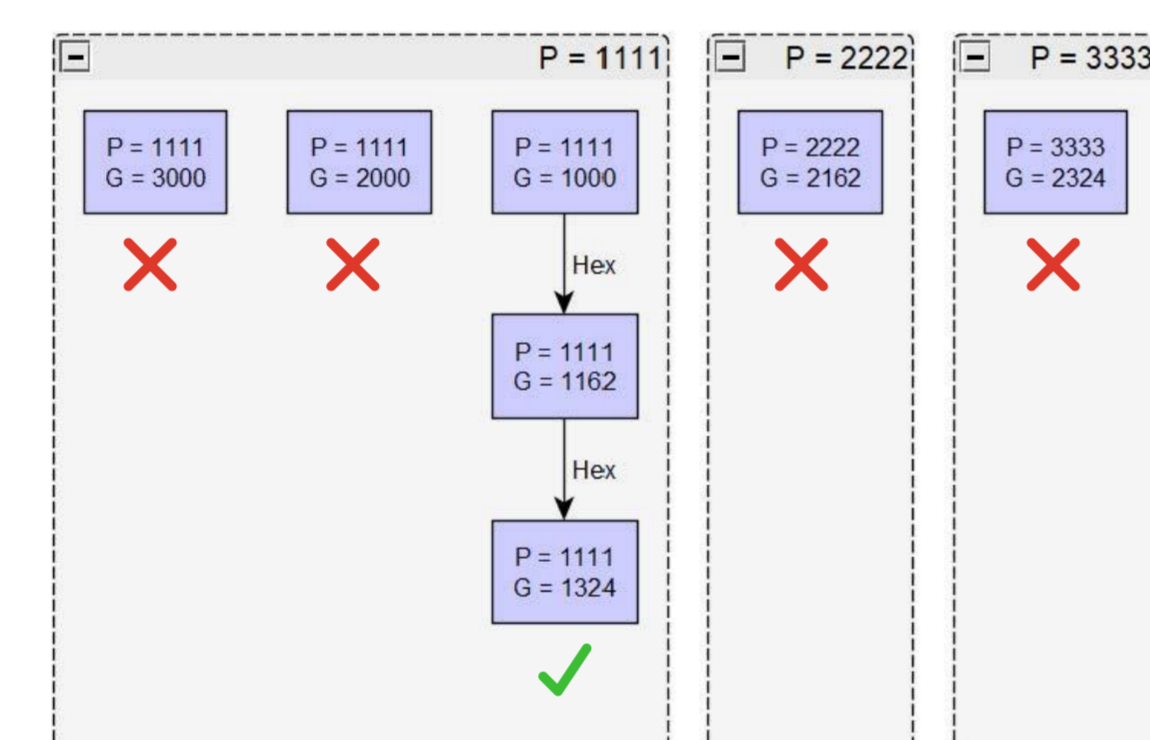 P = 1111
P = 2222
P = 3333
P = 1111
G = 3000
P = 1111
G = 2000
P = 1111
G = 1000
P = 2222
G = 2162
P = 3333
G = 2324
Hex
P = 1111
G = 1162
Hex
P = 1111
G = 1324